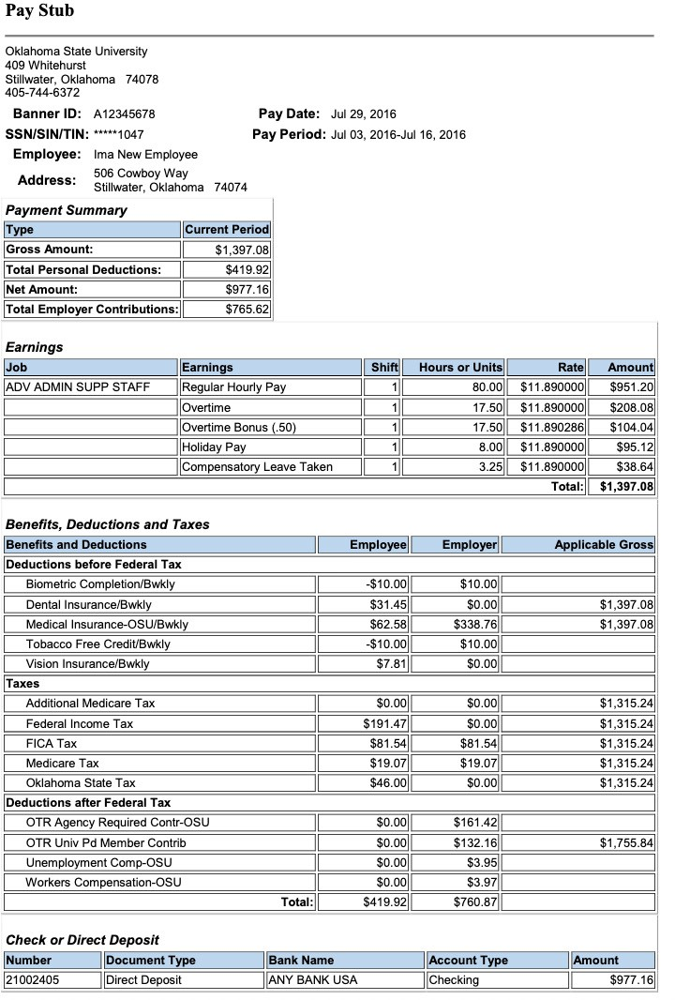 Pay Stub
Oklahoma State University
409 Whitehurst
Stillwater, Oklahoma 74078
405-744-6372
Banner ID: A12345678 Pay Date: Jul 29, 2016
SSN/SIN/TIN: *****1047 Pay Period: Jul 03, 2016-Jul 16, 2016
Employee: Ima New Employee
Address: 506 Cowboy Way
Stillwater, Oklahoma 74074
Payment Summary
Type Current Period
Gross Amount: $1,397.08
Total Personal Deductions: $419.92
Net Amount: $977.16
Total Employer Contributions: $765.62
Earnings
Job Earnings Shift Hours or Units Rate Amount
ADV ADMIN SUPP STAFF Regular Hourly Pay 1 80.00 $11.890000 $951.20
Overtime 1 17.50 $11.890000 $208.08
Overtime Bonus (.50) 1 17.50 $11.890286 $104.04
Holiday Pay 1 8.00 $11.890000 $95.12
Compensatory Leave Taken 1 3.25 $11.890000 $38.64
Total: $1,397.08
Benefits, Deductions and Taxes
Benefits and Deductions Employee Employer Applicable Gross
Deductions before Federal Tax
Biometric Completion/Bwkly -$10.00 $10.00
Dental Insurance/Bwkly $31.45 $0.00 $1,397.08
Medical Insurance-OSU/Bwkly $62.58 $338.76 $1,397.08
Tobacco Free Credit/Bwkly -$10.00 $10.00
Vision Insurance/Bwkly $7.81 $0.00
Taxes
Additional Medicare Tax $0.00 $0.00 $1,315.24
Federal Income Tax $191.47 $0.00 $1,315.24
FICA Tax $81.54 $81.54 $1,315.24
Medicare Tax $19.07 $19.07 $1,315.24
Oklahoma State Tax $46.00 $0.00 $1,315.24
Deductions after Federal Tax
OTR Agency Required Contr-OSU $0.00 $161.42
OTR Univ Pd Member Contrib $0.00 $132.16 $1,755.84
Unemployment Comp-OSU $0.00 $3.95
Workers Compensation-OSU $0.00 $3.97
Total: $419.92 $760.87
Check or Direct Deposit
Number Document Type Bank Name Account Type Amount
21002405 Direct Deposit ANY BANK USA Checking $977.16